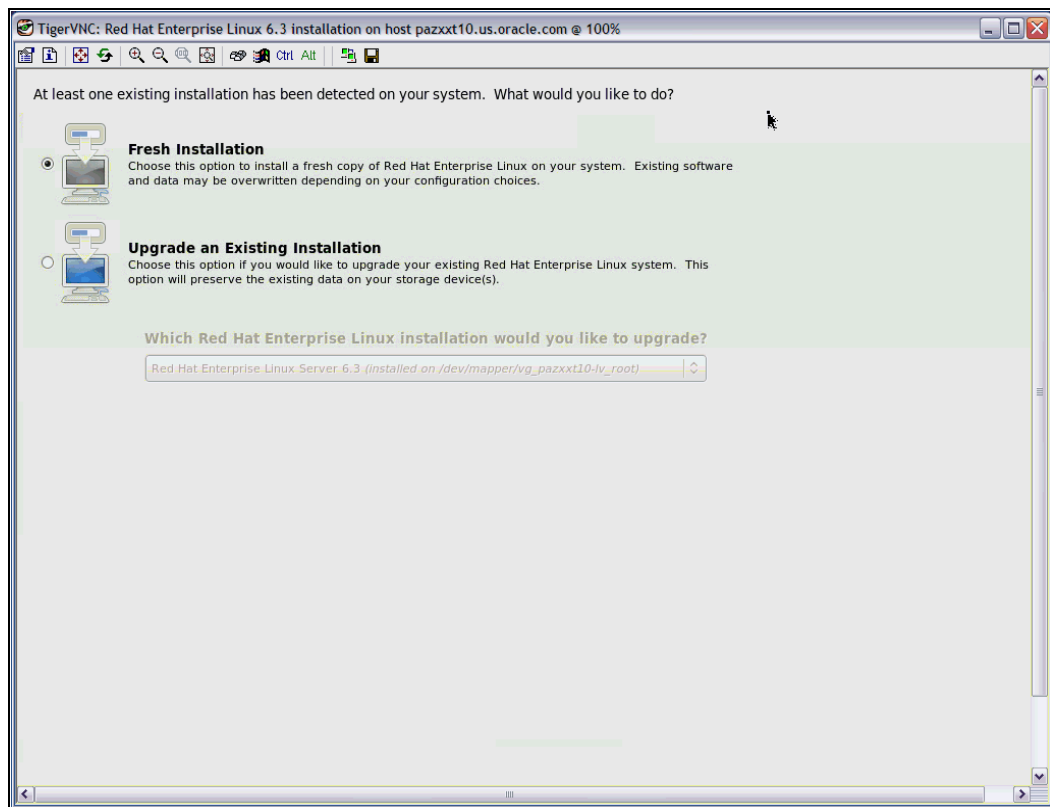 TigerVNC: Red Hat Enterprise Linux 6.3 installation on host pazxxt10.us.oracle.com @ 100%
Ctrl Alt
At least one existing installation has been detected on your system. What would you like to do?
Fresh Installation
Choose this option to install a fresh copy of Red Hat Enterprise Linux on your system. Existing software
and data may be overwritten depending on your configuration choices.
Upgrade an Existing Installation
Choose this option if you would like to upgrade your existing Red Hat Enterprise Linux system. This
option will preserve the existing data on your storage device(s).
Which Red Hat Enterprise Linux installation would you like to upgrade?
Red Hat Enterprise Linux Server 6.3 (installed on /dev/mapper/vg_pazxxt10-lv_root)